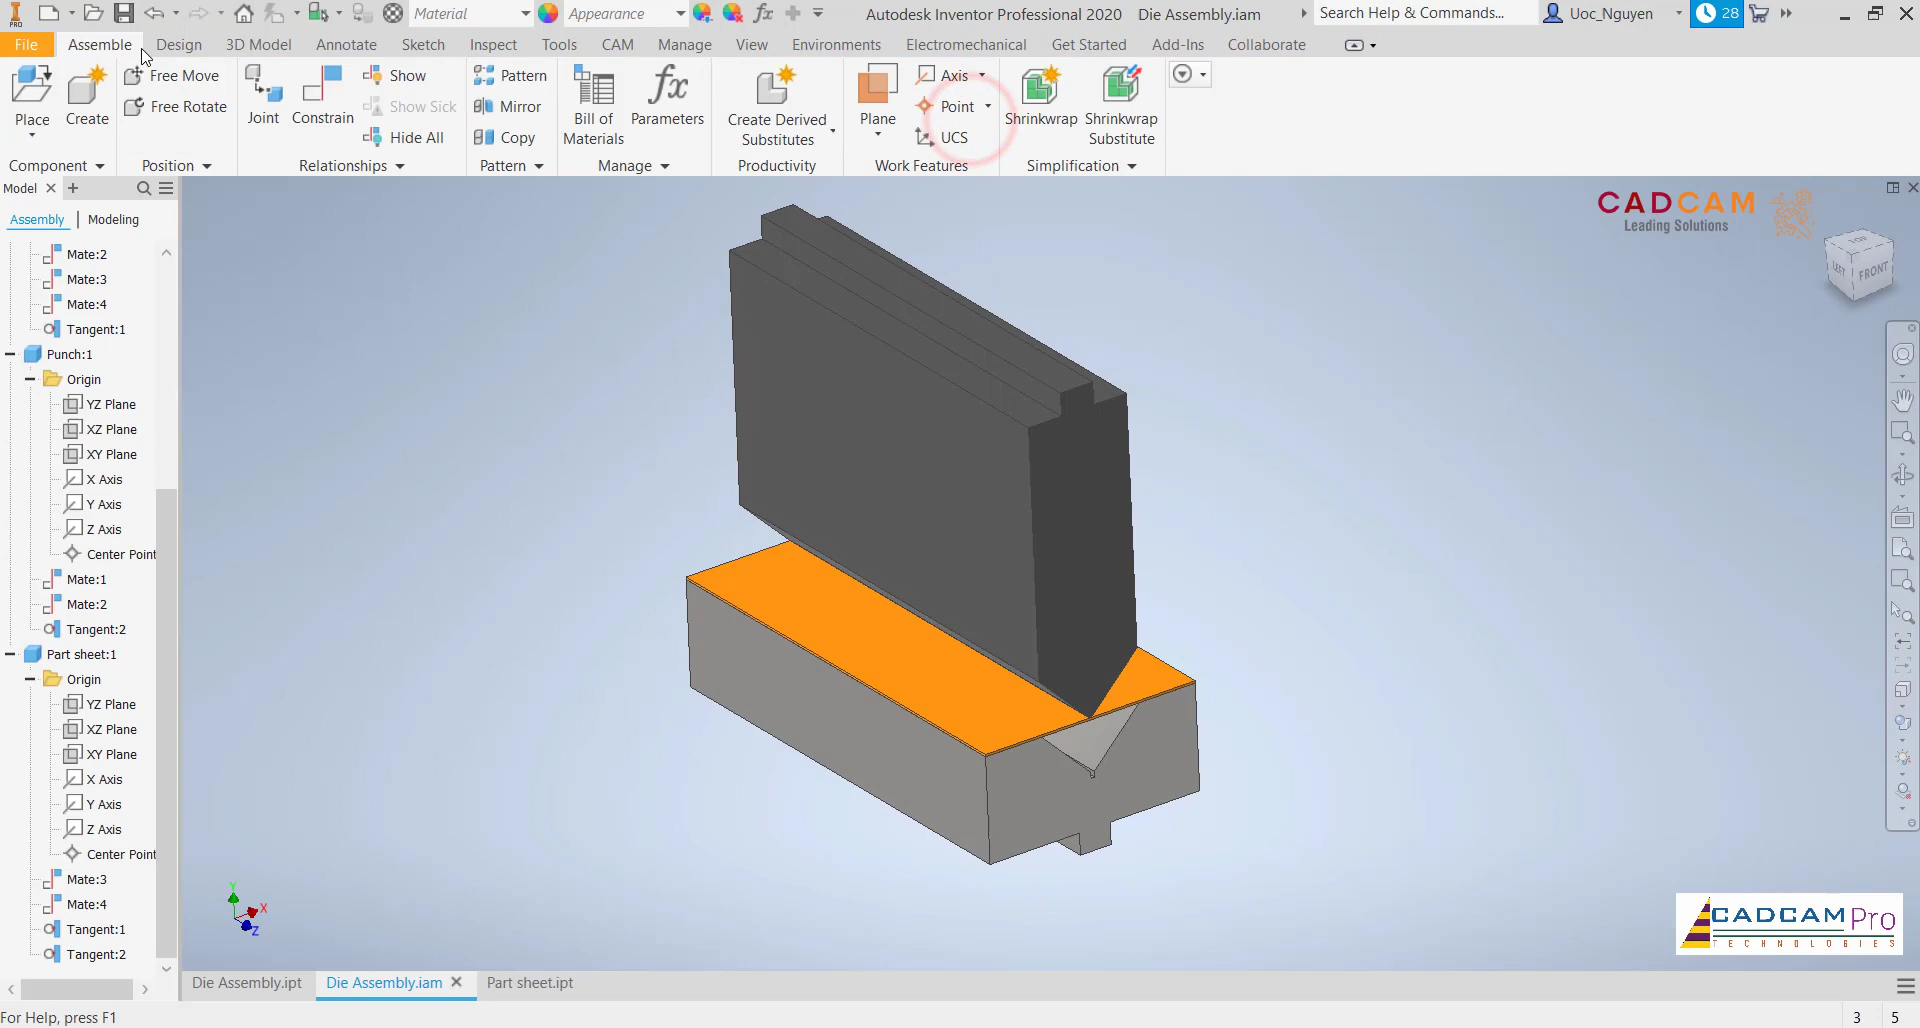 PRO
Material
Appearance
fx
Autodesk Inventor Professional 2020 Die Assembly.iam
Search Help & Commands...
Uoc_Nguyen
28
File Assemble Design 3D Model Annotate Sketch Inspect Tools CAM Manage View Environments Electromechanical Get Started Add-Ins Collaborate
Place
Create
Free Move
Free Rotate
Joint
Constrain
Show
Show Sick
Hide All
Pattern
Mirror
Copy
Bill of
Materials
fx
Parameters
Create Derived
Substitutes
Plane
Axis
Point
UCS
Shrinkwrap
Shrinkwrap
Substitute
Component
Position
Relationships
Pattern
Manage
Productivity
Work Features
Simplification
Model
Assembly
Modeling
Mate:2
Mate:3
Mate:4
Tangent:1
Punch:1
Origin
YZ Plane
XZ Plane
XY Plane
X Axis
Y Axis
Z Axis
Center Point
Mate:1
Mate:2
Tangent:2
Part sheet:1
Origin
YZ Plane
XZ Plane
XY Plane
X Axis
Y Axis
Z Axis
Center Point
Mate:3
Mate:4
Tangent:1
Tangent:2
CADCAM
Leading Solutions
TOP
LEFT
FRONT
Y
X
Z
CADCAM Pro
TECHNOLOGIES
Die Assembly.ipt
Die Assembly.iam
Part sheet.ipt
For Help, press F1
3 5